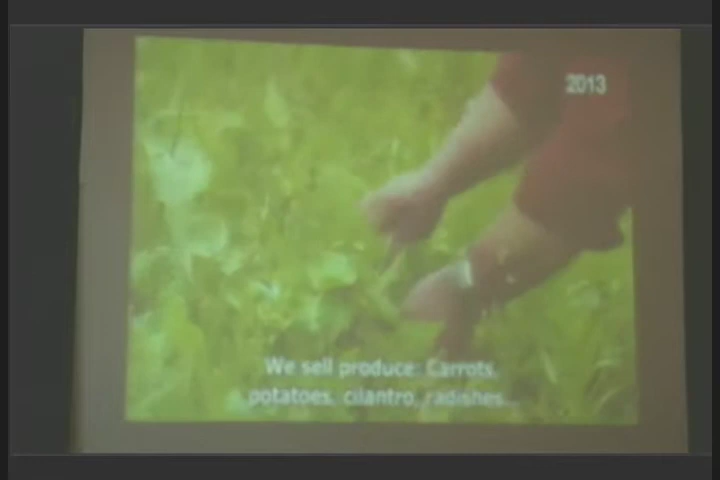 2013
We sell produce: Carrots,
potatoes, cilantro, radishes...